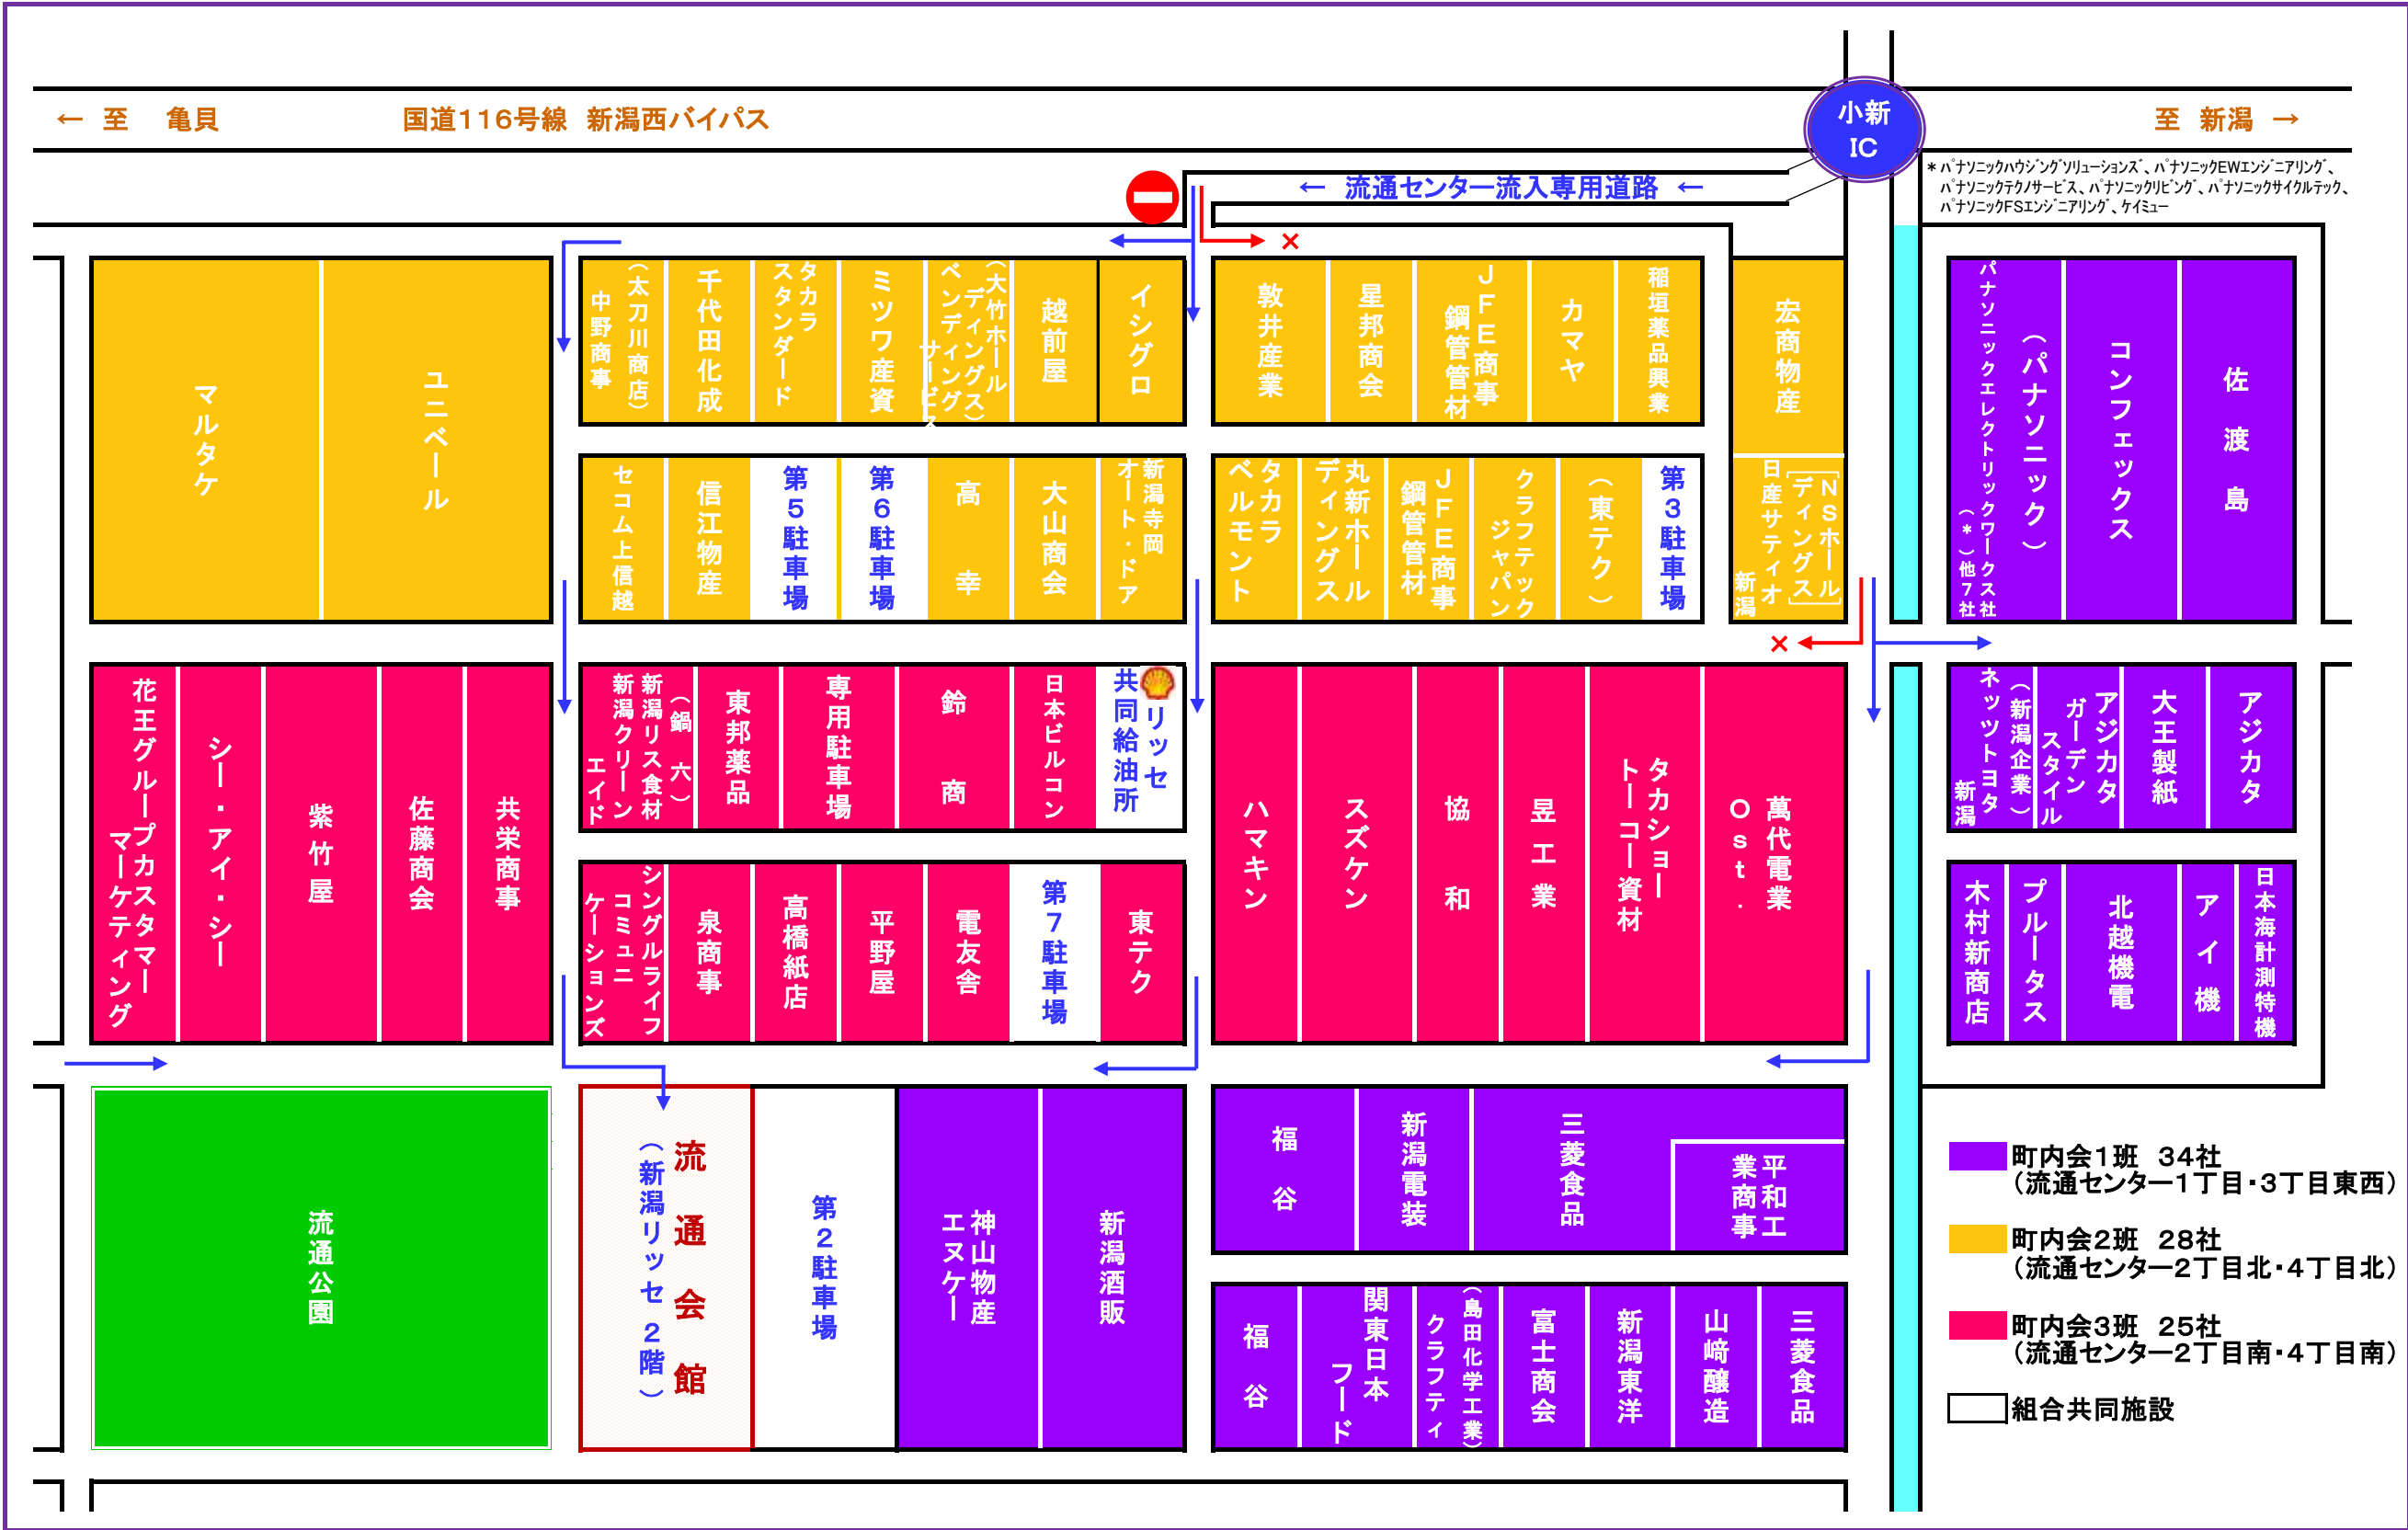 ← 至　亀貝
国道116号線 新潟西バイパス
小新
IC
至 新潟 →
← 流通センター流入専用道路 ←
*パナソニックハウジングソリューションズ、パナソニックEWエンジニアリング、
パナソニックテクノサービス、パナソニックリビング、パナソニックサイクルテック、
パナソニックFSエンジニアリング、ケイミュー
×
マルタケ
ユニベール
(太刀川商店)
中野商事
千代田化成
タカラ
スタンダード
ミツワ産資
(大竹ホール
ディングス)
ベンディング
サービス
越前屋
イシグロ
敦井産業
星邦商会
JFE商事
鋼管管材
カマヤ
稲垣薬品興業
宏商物産
パナソニックエレクトリックワークス社
(*)他7社
(パナソニック)
コンフェックス
佐渡島
セコム上信越
信江物産
第5駐車場
第6駐車場
高幸
大山商会
新潟寺岡
オート・ドア
タカラ
ベルモント
丸新ホール
ディングス
JFE商事
鋼管管材
クラフテック
ジャパン
(東テク)
第3駐車場
[NSホール
ディングス]
日産サティオ
新潟
×
花王グループカスタマー
マーケティング
シー・アイ・シー
紫竹屋
佐藤商会
共栄商事
(鍋六)
新潟リス食材
新潟クリーン
エイド
東邦薬品
専用駐車場
鈴商
日本ビルコン
リッセ
共同給油所
ハマキン
スズケン
協和
昱工業
タカショー
トーコー資材
萬代電業
Ost.
ネッツトヨタ
新潟
(新潟企業)
アジカタ
ガーデン
スタイル
大王製紙
アジカタ
シングルライフ
コミュニ
ケーションズ
泉商事
高橋紙店
平野屋
電友舎
第7駐車場
東テク
木村新商店
プルータス
北越機電
アイ機
日本海計測特機
流通公園
流通会館
(新潟リッセ2階)
第2駐車場
神山物産
エヌケー
新潟酒販
福谷
新潟電装
三菱食品
平和工
業商事
福谷
関東日本
フード
(島田化学工業)
クラフティ
富士商会
新潟東洋
山﨑醸造
三菱食品
町内会1班 34社
(流通センター1丁目・3丁目東西)
町内会2班 28社
(流通センター2丁目北・4丁目北)
町内会3班 25社
(流通センター2丁目南・4丁目南)
組合共同施設